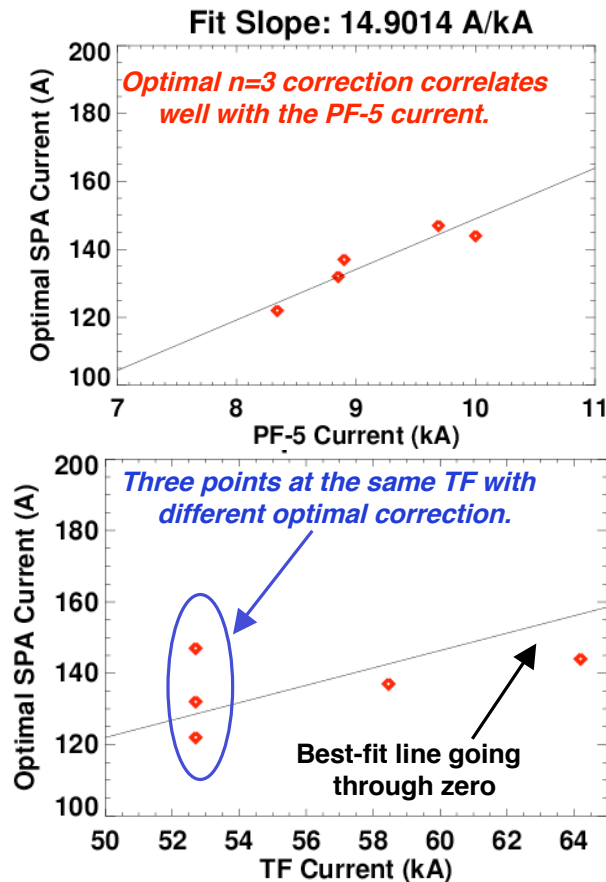 Fit Slope: 14.9014 A/kA
Optimal SPA Current (A)
200
180
160
140
120
100
Optimal n=3 correction correlates
well with the PF-5 current.
7 8 9 10 11
PF-5 Current (kA)
Optimal SPA Current (A)
200
180
160
140
120
100
Three points at the same TF with
different optimal correction.
Best-fit line going
through zero
50 52 54 56 58 60 62 64
TF Current (kA)